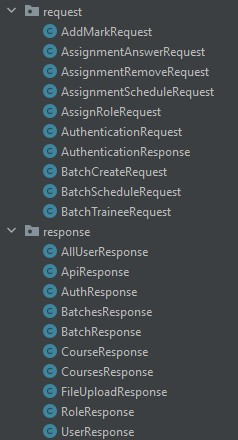 request
AddMarkRequest
AssignmentAnswerRequest
AssignmentRemoveRequest
AssignmentScheduleRequest
AssignRoleRequest
AuthenticationRequest
AuthenticationResponse
BatchCreateRequest
BatchScheduleRequest
BatchTraineeRequest
response
AllUserResponse
ApiResponse
AuthResponse
BatchesResponse
BatchResponse
CourseResponse
CoursesResponse
FileUploadResponse
RoleResponse
UserResponse